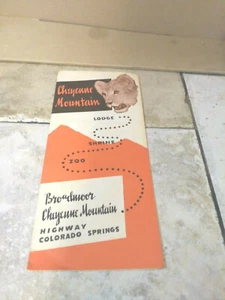 Cheyenne
Mountain
LODGE
SHRINE
ZOO
Broadmoor
Cheyenne Mountain
HIGHWAY
COLORADO SPRINGS